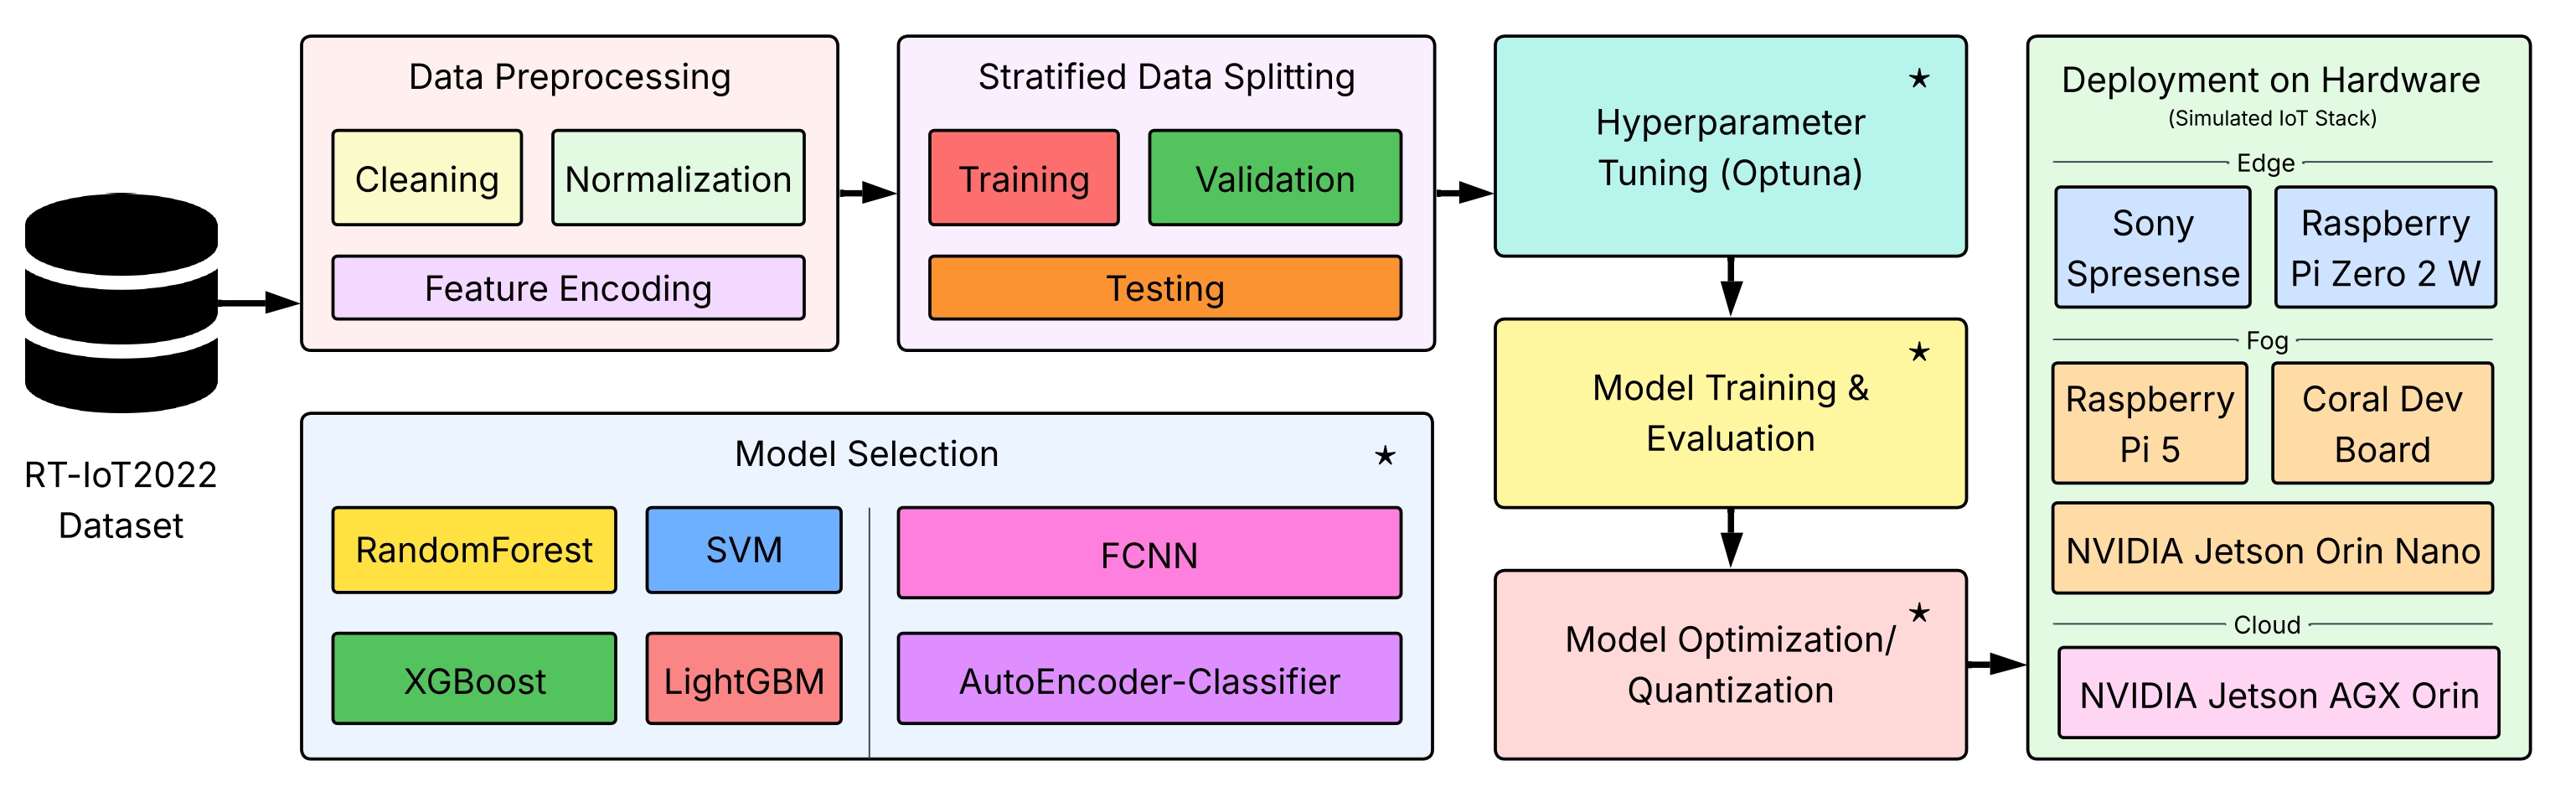 RT-IoT2022
Dataset
Data Preprocessing
Cleaning
Normalization
Feature Encoding
Stratified Data Splitting
Training
Validation
Testing
Model Selection
RandomForest
SVM
XGBoost
LightGBM
FCNN
AutoEncoder-Classifier
Hyperparameter
Tuning (Optuna)
Model Training &
Evaluation
Model Optimization/
Quantization
Deployment on Hardware
(Simulated IoT Stack)
Edge
Sony
Spresense
Raspberry
Pi Zero 2 W
Fog
Raspberry
Pi 5
Coral Dev
Board
NVIDIA Jetson Orin Nano
Cloud
NVIDIA Jetson AGX Orin